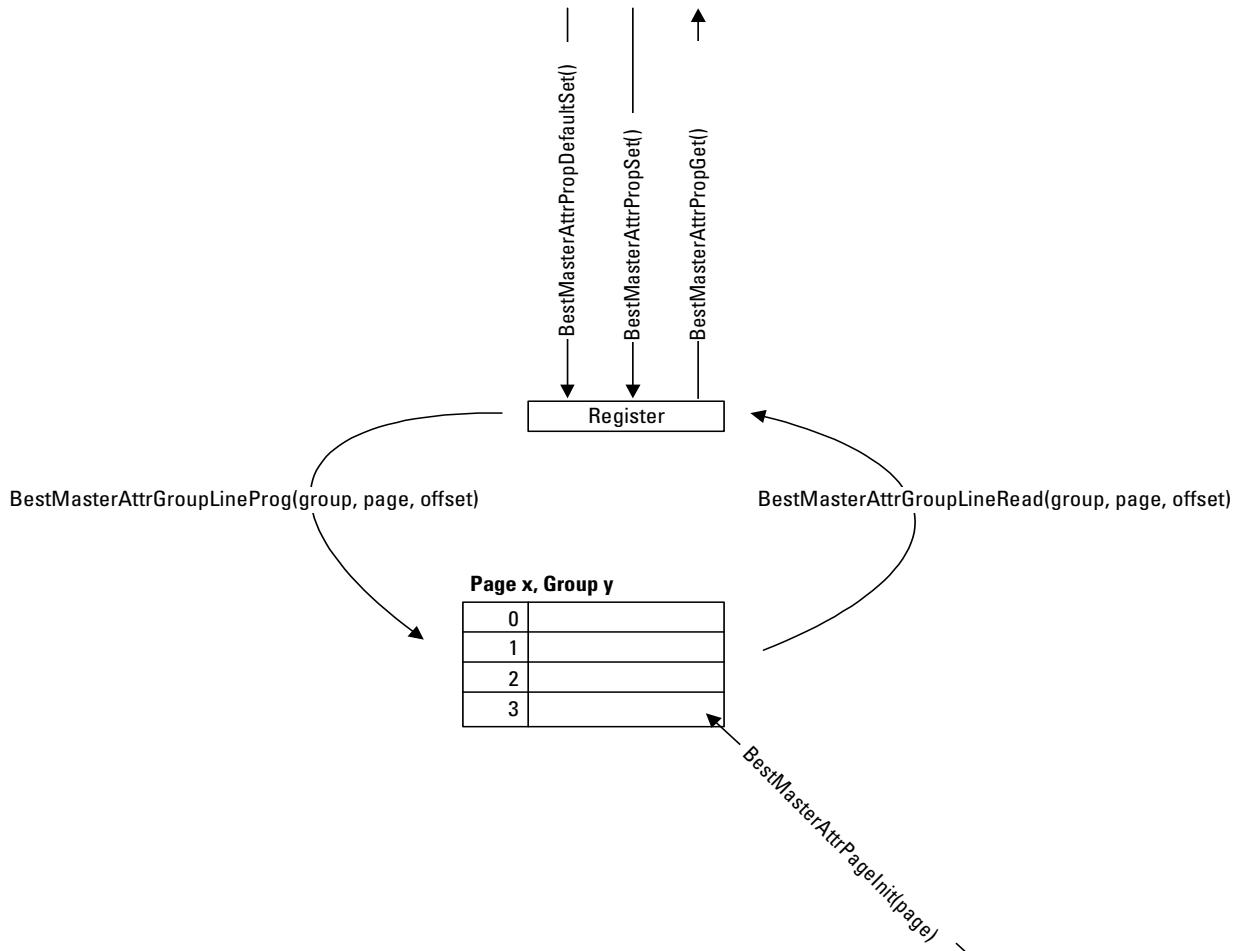 BestMasterAttrPropDefaultSet()
BestMasterAttrPropSet()
BestMasterAttrPropGet()
Register
BestMasterAttrGroupLineProg(group, page, offset)
BestMasterAttrGroupLineRead(group, page, offset)
Page x, Group y
0
1
2
3
BestMasterAttrPageInit(page)